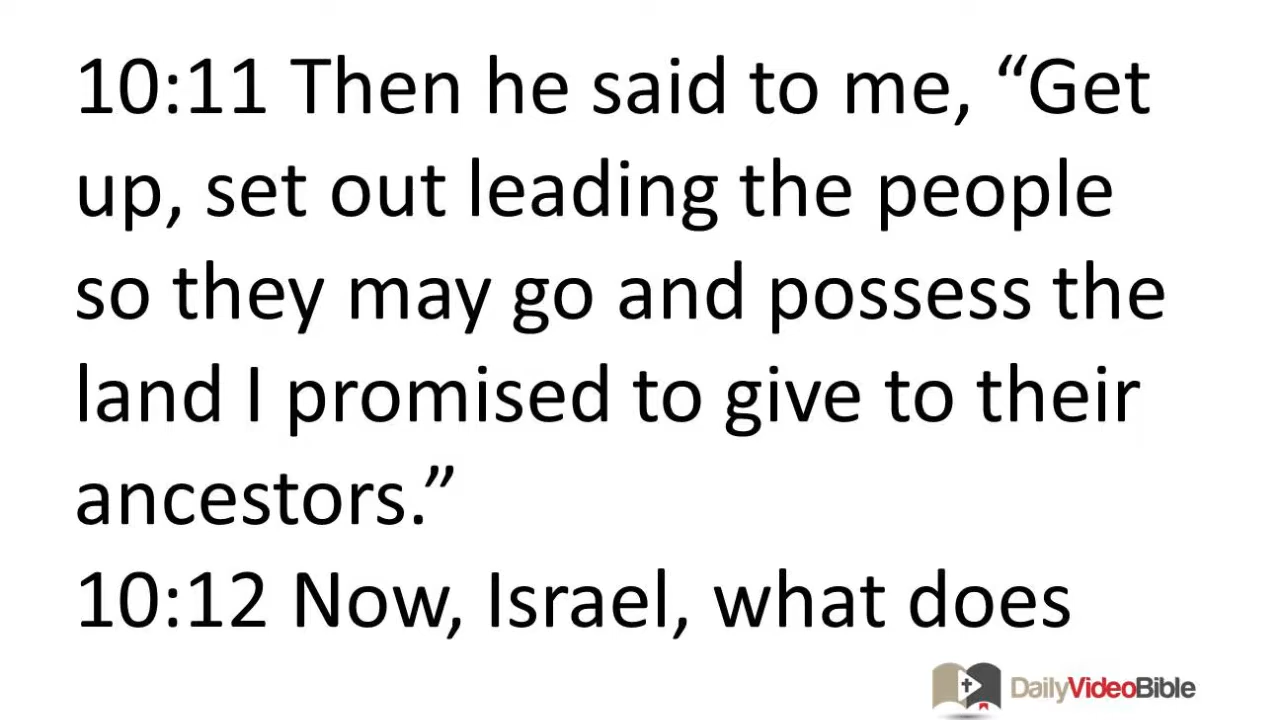 10:11 Then he said to me, “Get
up, set out leading the people
so they may go and possess the
land I promised to give to their
ancestors.”
10:12 Now, Israel, what does
DailyVideoBible